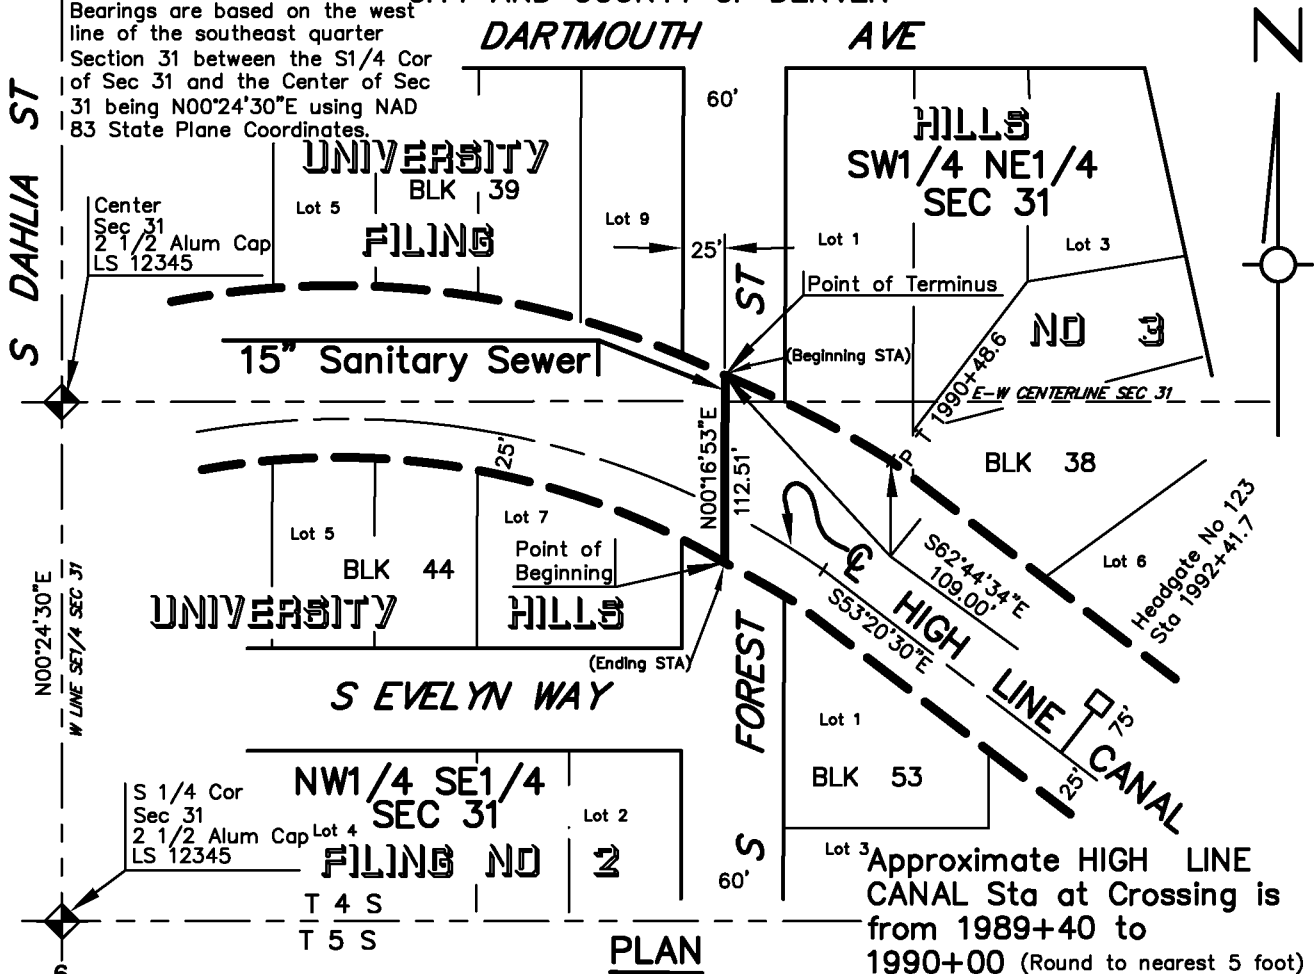 Bearings are based on the west
line of the southeast quarter
Section 31 between the S1/4 Cor
of Sec 31 and the Center of Sec
31 being N00°24'30"E using NAD
83 State Plane Coordinates.
CITY AND COUNTY OF DENVER
DARTMOUTH AVE
N
S DAHLIA ST
60'
UNIVERSITY
BLK 39
FILING
Lot 5
Lot 9
HILLS
SW1/4 NE1/4
SEC 31
Lot 1
Lot 3
NO 3
Center
Sec 31
2 1/2 Alum Cap
LS 12345
25'
ST
Point of Terminus
(Beginning STA)
15" Sanitary Sewer
1990+48.6
E-W CENTERLINE SEC 31
P T
BLK 38
25'
N00°16'53"E
112.51'
Lot 5
Lot 7
BLK 44
Point of
Beginning
UNIVERSITY HILLS
(Ending STA)
S62°44'34"E
109.00'
S53°20'30"E
CL
HIGH LINE CANAL
Lot 6
Headgate No 123
Sta 1992+41.7
N00°24'30"E
W LINE SE1/4 SEC 31
S EVELYN WAY
S FOREST
75'
25'
Lot 1
BLK 53
Lot 3
NW1/4 SE1/4
SEC 31
Lot 4
Lot 2
FILING NO 2
S 1/4 Cor
Sec 31
2 1/2 Alum Cap
LS 12345
60'
T 4 S
T 5 S
6
PLAN
Approximate HIGH LINE
CANAL Sta at Crossing is
from 1989+40 to
1990+00 (Round to nearest 5 foot)